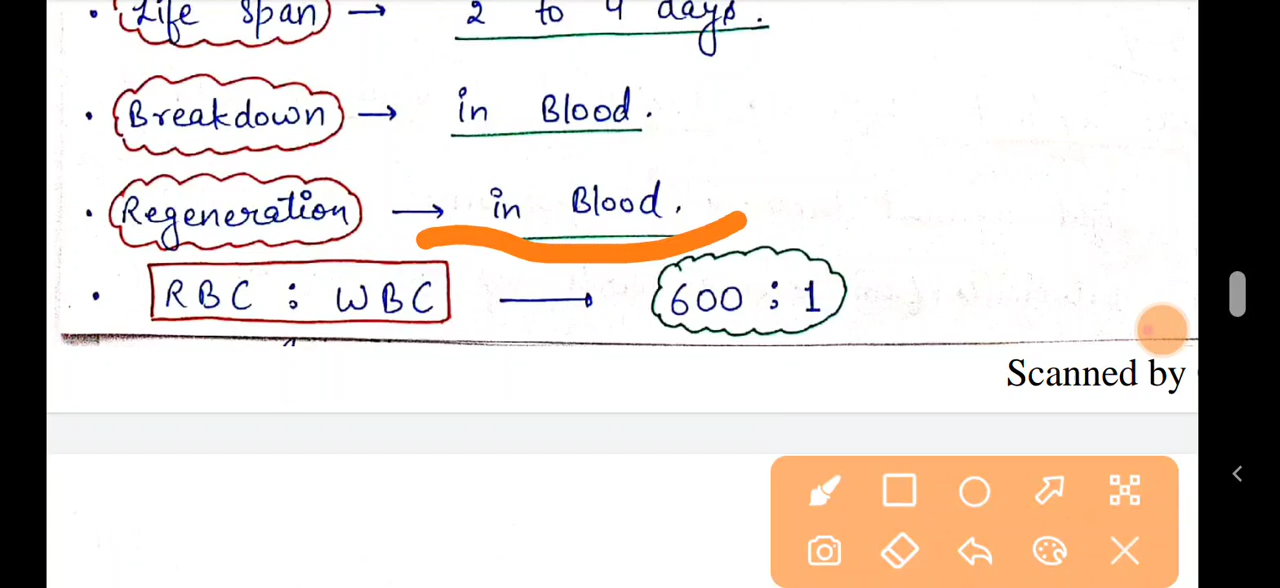 • Life Span → 2 to 4 days.
• Breakdown → in Blood.
• Regeneration → in Blood.
• RBC : WBC → 600 : 1
Scanned by